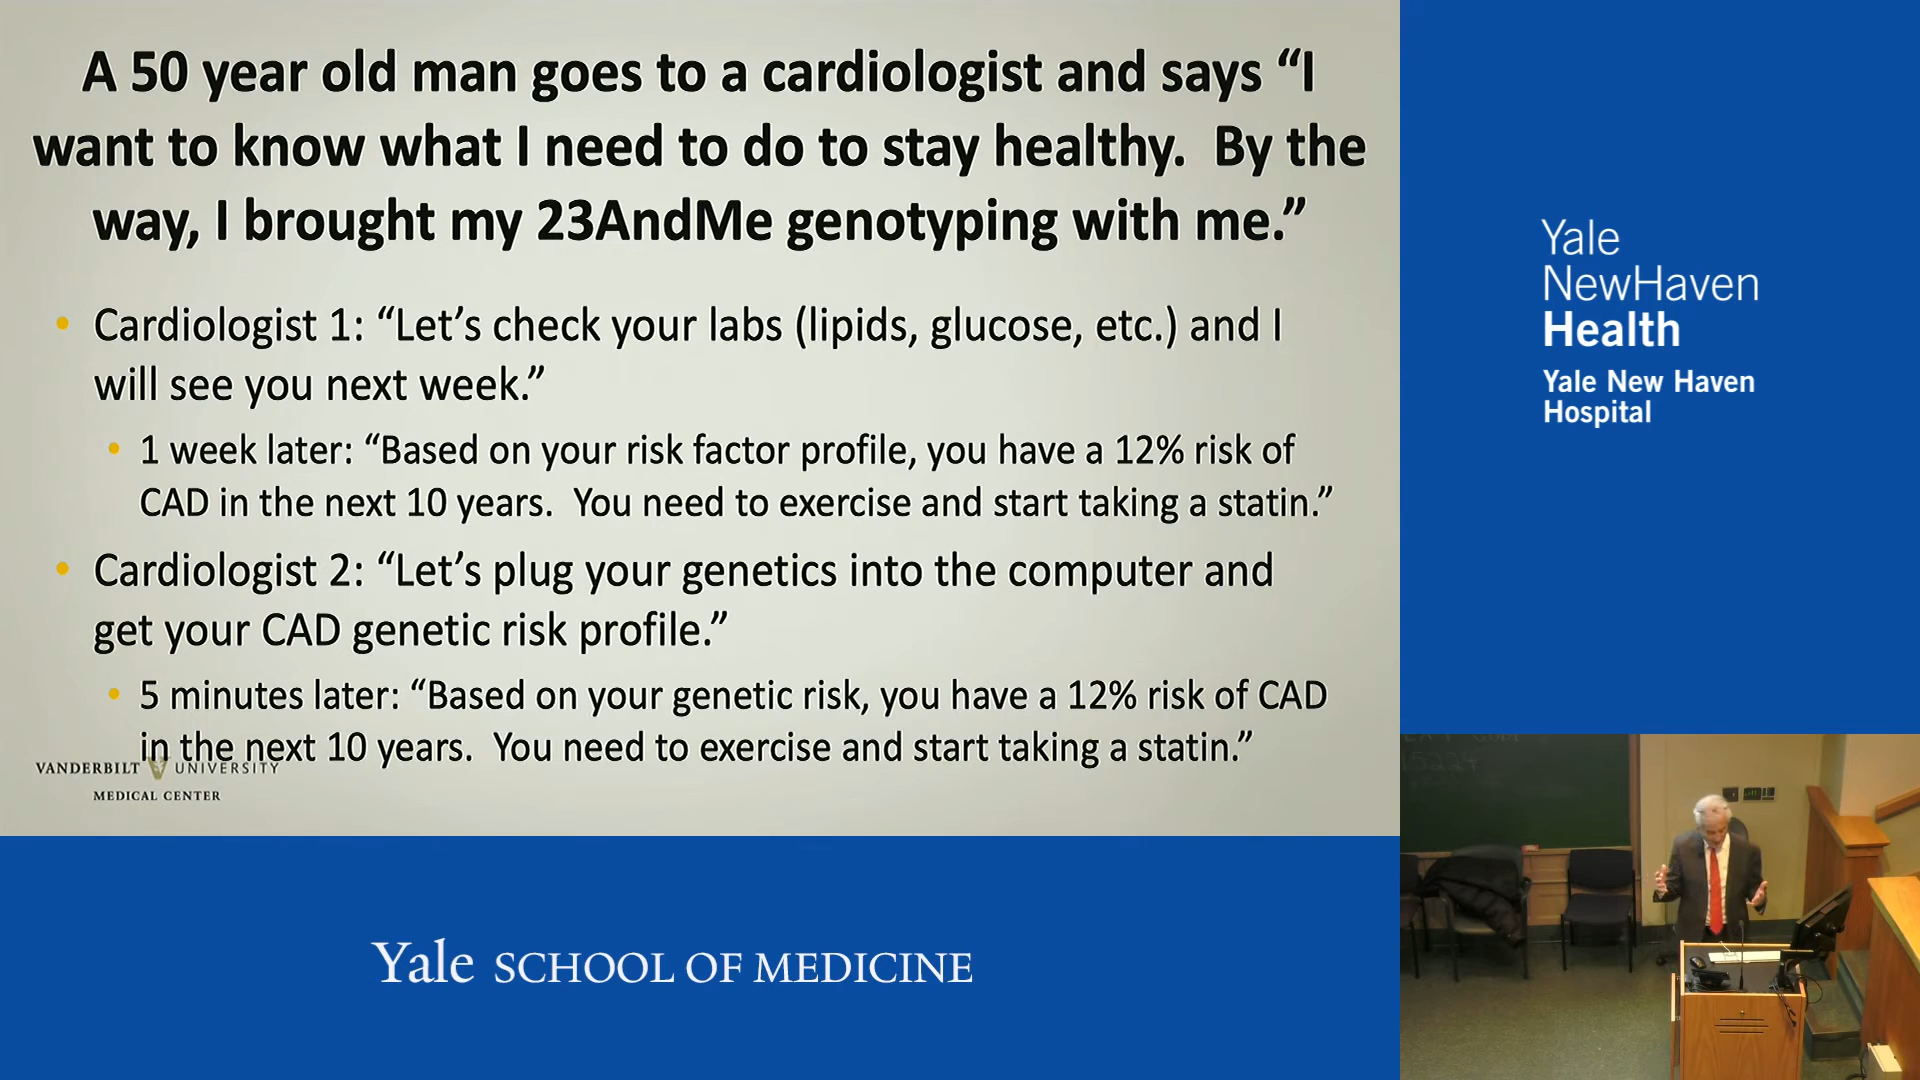 A 50 year old man goes to a cardiologist and says “I
want to know what I need to do to stay healthy.  By the
way, I brought my 23AndMe genotyping with me.”
• Cardiologist 1: “Let’s check your labs (lipids, glucose, etc.) and I
will see you next week.”
• 1 week later: “Based on your risk factor profile, you have a 12% risk of
CAD in the next 10 years.  You need to exercise and start taking a statin.”
• Cardiologist 2: “Let’s plug your genetics into the computer and
get your CAD genetic risk profile.”
• 5 minutes later: “Based on your genetic risk, you have a 12% risk of CAD
in the next 10 years.  You need to exercise and start taking a statin.”
VANDERBILT UNIVERSITY
MEDICAL CENTER
Yale
NewHaven
Health
Yale New Haven
Hospital
Yale SCHOOL OF MEDICINE